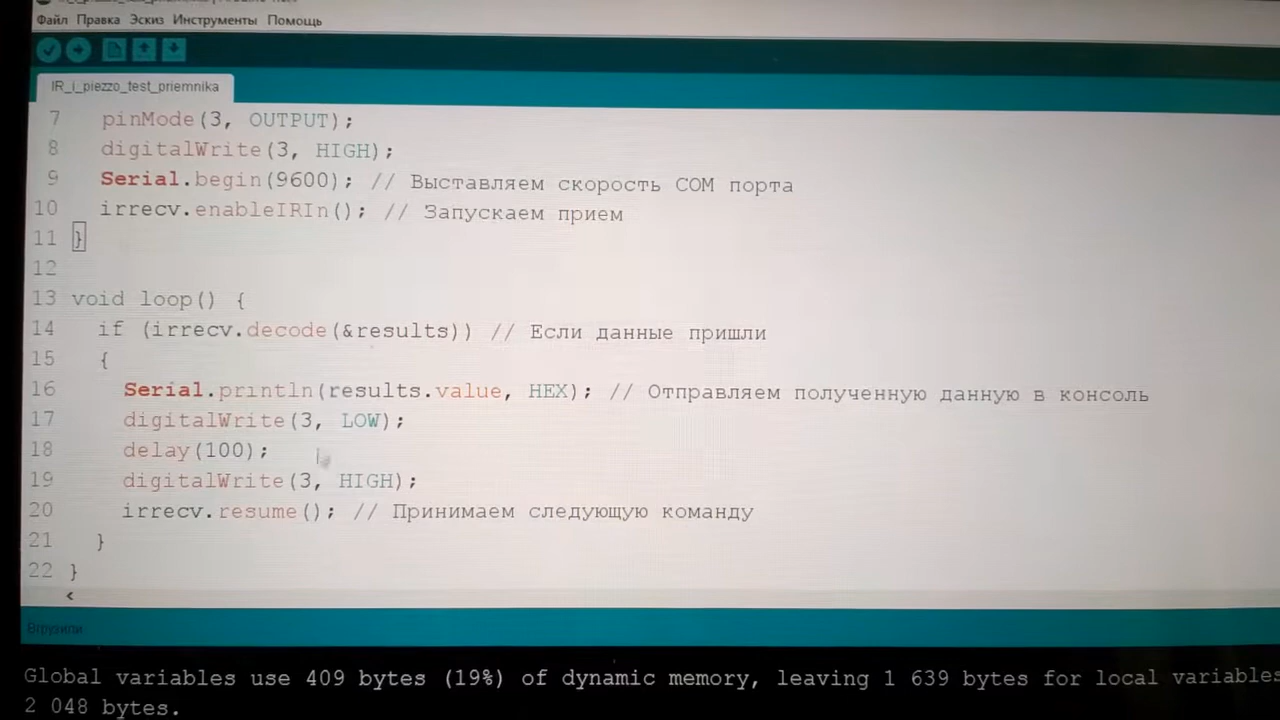 Файл Правка Эскиз Инструменты Помощь
IR_i_piezzo_test_priemnika
7 pinMode(3, OUTPUT);
8 digitalWrite(3, HIGH);
9 Serial.begin(9600); // Выставляем скорость COM порта
10 irrecv.enableIRIn(); // Запускаем прием
11 }
12
13 void loop() {
14 if (irrecv.decode(&results)) // Если данные пришли
15 {
16 Serial.println(results.value, HEX); // Отправляем полученную данную в консоль
17 digitalWrite(3, LOW);
18 delay(100);
19 digitalWrite(3, HIGH);
20 irrecv.resume(); // Принимаем следующую команду
21 }
22 }
Вгрузили
Global variables use 409 bytes (19%) of dynamic memory, leaving 1 639 bytes for local variables
2 048 bytes.